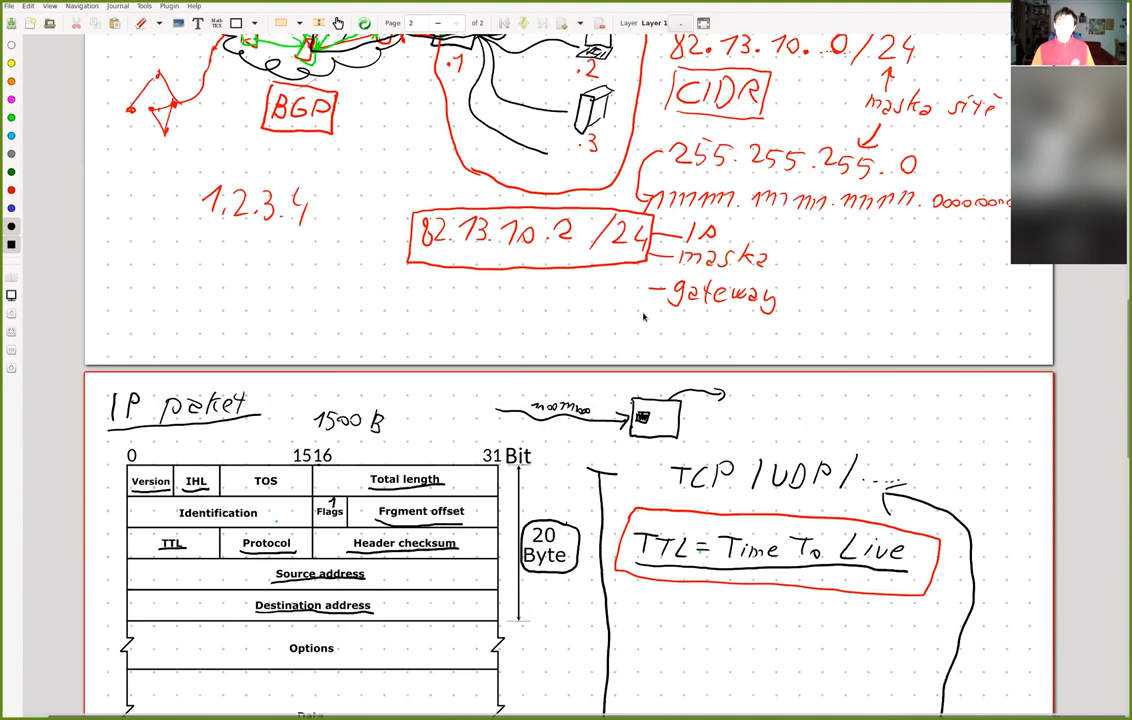 File Edit View Navigation Journal Tools Plugin Help
Page 2 of 2 Layer Layer 1
82.13.10.0/24
.1
.2
CIDR
BGP
maska sítě
.3
255.255.255.0
1.2.3.4
82.13.10.2 /24
- IP
- maska
- gateway
IP paket
1500 B
TCP / UDP / .....
0 15 16 31 Bit
Version IHL TOS Total length
Identification 1 Flags Frgment offset
TTL Protocol Header checksum
20 Byte
TTL = Time To Live
Source address
Destination address
Options